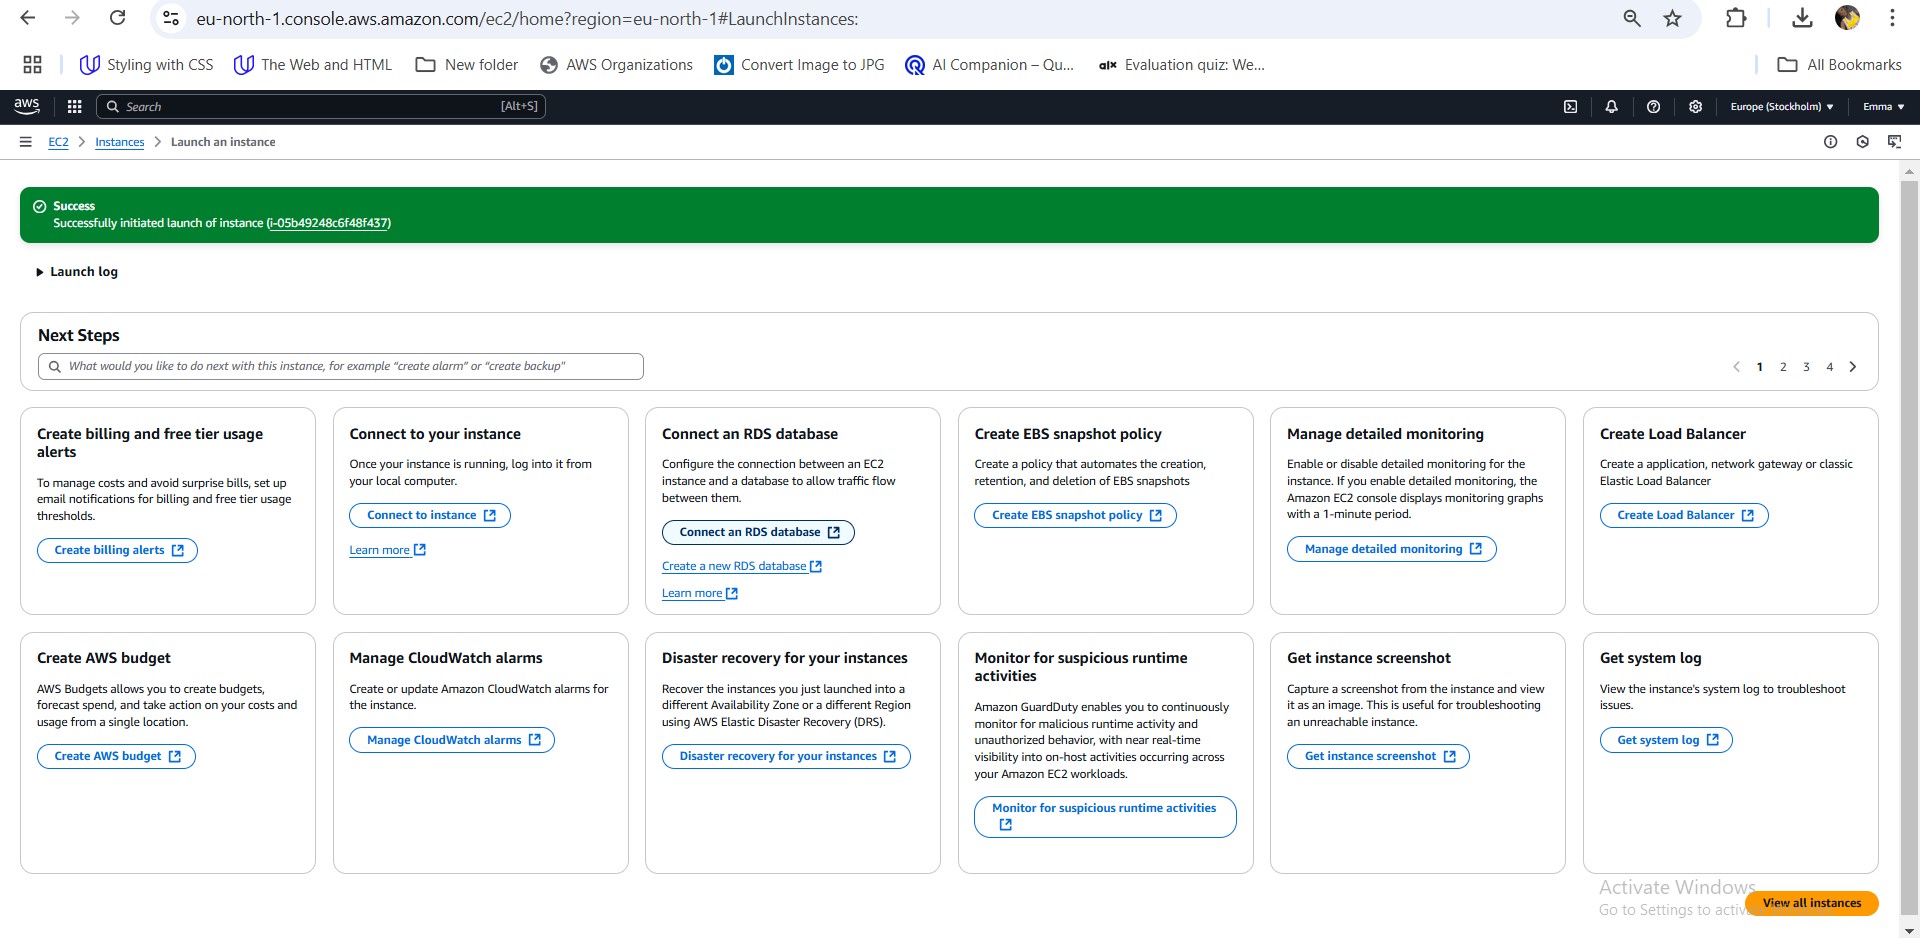 eu-north-1.console.aws.amazon.com/ec2/home?region=eu-north-1#LaunchInstances:
Styling with CSS
The Web and HTML
New folder
AWS Organizations
Convert Image to JPG
AI Companion – Qu...
alx Evaluation quiz: We...
All Bookmarks
aws
Search
[Alt+S]
Europe (Stockholm)
Emma
EC2
Instances
Launch an instance
Success
Successfully initiated launch of instance (i-05b49248c6f48f437)
Launch log
Next Steps
What would you like to do next with this instance, for example "create alarm" or "create backup"
1 2 3 4
Create billing and free tier usage
alerts
To manage costs and avoid surprise bills, set up
email notifications for billing and free tier usage
thresholds.
Create billing alerts
Connect to your instance
Once your instance is running, log into it from
your local computer.
Connect to instance
Learn more
Connect an RDS database
Configure the connection between an EC2
instance and a database to allow traffic flow
between them.
Connect an RDS database
Create a new RDS database
Learn more
Create EBS snapshot policy
Create a policy that automates the creation,
retention, and deletion of EBS snapshots
Create EBS snapshot policy
Manage detailed monitoring
Enable or disable detailed monitoring for the
instance. If you enable detailed monitoring, the
Amazon EC2 console displays monitoring graphs
with a 1-minute period.
Manage detailed monitoring
Create Load Balancer
Create a application, network gateway or classic
Elastic Load Balancer
Create Load Balancer
Create AWS budget
AWS Budgets allows you to create budgets,
forecast spend, and take action on your costs and
usage from a single location.
Create AWS budget
Manage CloudWatch alarms
Create or update Amazon CloudWatch alarms for
the instance.
Manage CloudWatch alarms
Disaster recovery for your instances
Recover the instances you just launched into a
different Availability Zone or a different Region
using AWS Elastic Disaster Recovery (DRS).
Disaster recovery for your instances
Monitor for suspicious runtime
activities
Amazon GuardDuty enables you to continuously
monitor for malicious runtime activity and
unauthorized behavior, with near real-time
visibility into on-host activities occurring across
your Amazon EC2 workloads.
Monitor for suspicious runtime activities
Get instance screenshot
Capture a screenshot from the instance and view
it as an image. This is useful for troubleshooting
an unreachable instance.
Get instance screenshot
Get system log
View the instance's system log to troubleshoot
issues.
Get system log
Activate Windows
Go to Settings to activ
View all instances